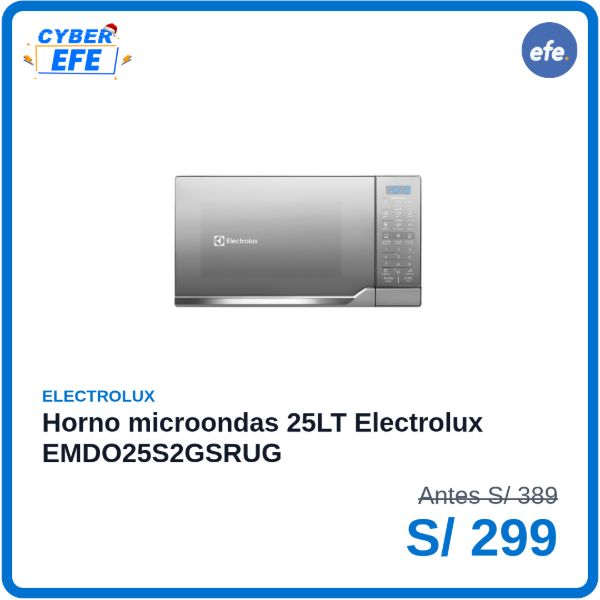 CYBER
EFE
efe.
Electrolux
ELECTROLUX
Horno microondas 25LT Electrolux
EMDO25S2GSRUG
Antes S/ 389
S/ 299